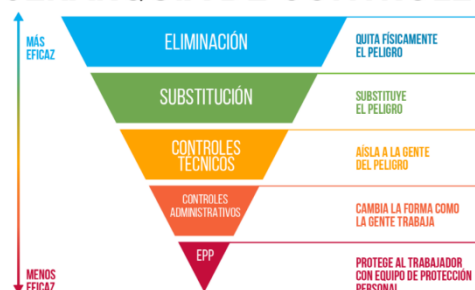 MÁS
EFICAZ
ELIMINACIÓN
QUITA FÍSICAMENTE
EL PELIGRO
SUBSTITUCIÓN
SUBSTITUYE
EL PELIGRO
CONTROLES
TÉCNICOS
AÍSLA A LA GENTE
DEL PELIGRO
CONTROLES
ADMINISTRATIVOS
CAMBIA LA FORMA COMO
LA GENTE TRABAJA
EPP
MENOS
EFICAZ
PROTEGE AL TRABAJADOR
CON EQUIPO DE PROTECCIÓN
PERSONAL